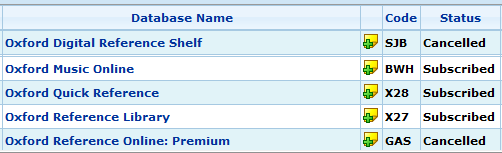 Database Name Code Status
Oxford Digital Reference Shelf SJB Cancelled
Oxford Music Online BWH Subscribed
Oxford Quick Reference X28 Subscribed
Oxford Reference Library X27 Subscribed
Oxford Reference Online: Premium GAS Cancelled